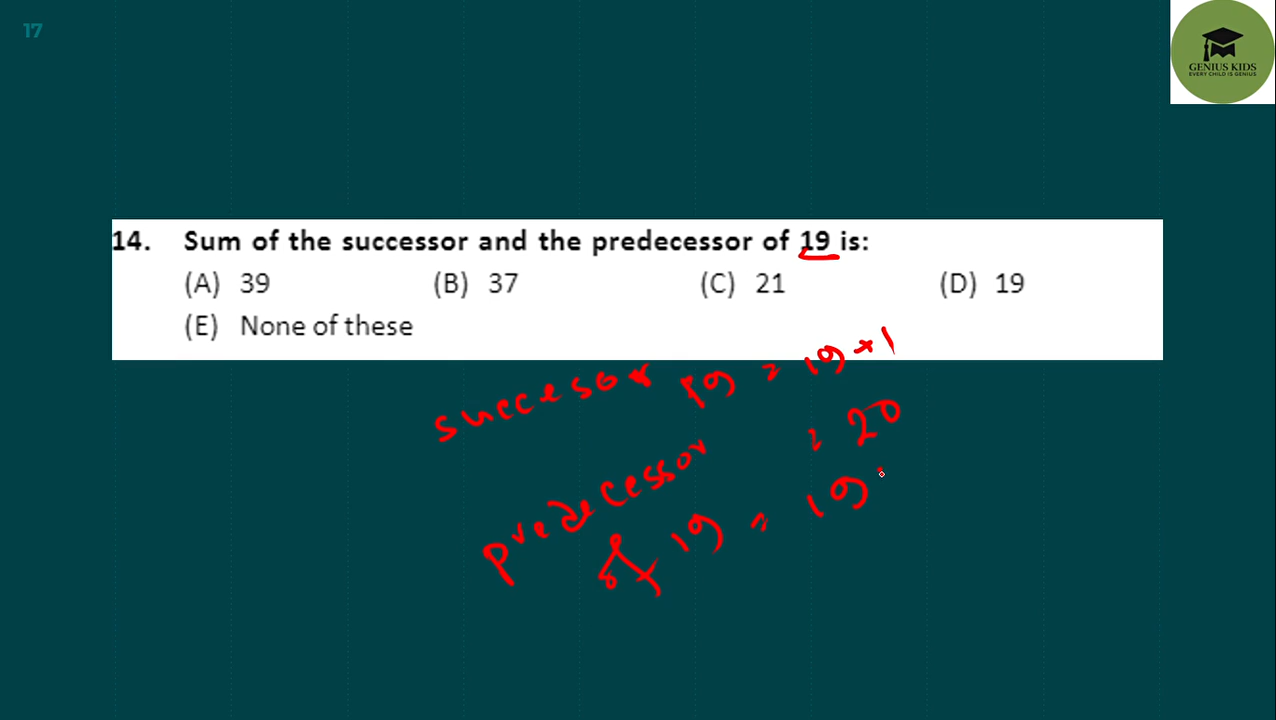 17
GENIUS KIDS
EVERY CHILD IS GENIUS
14. Sum of the successor and the predecessor of 19 is:
(A) 39 (B) 37 (C) 21 (D) 19
(E) None of these
succesor 19 = 19+1
= 20
predecessor
of 19 = 19